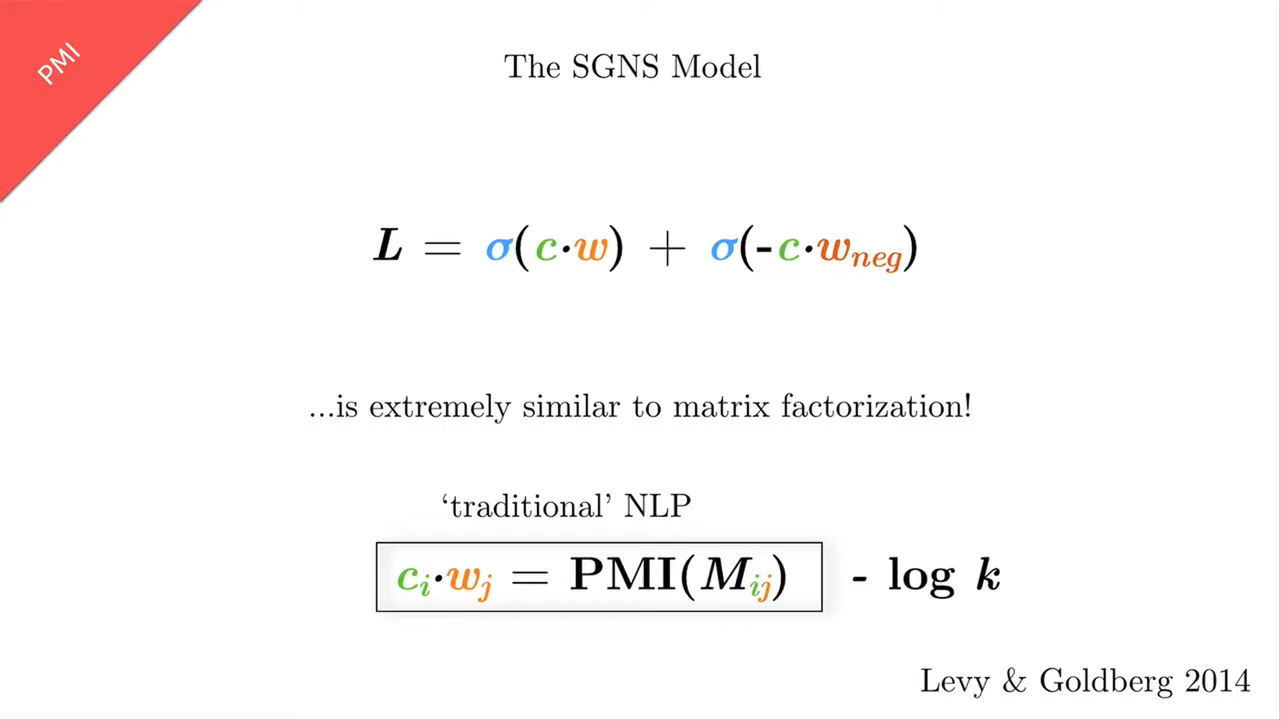 PMI
The SGNS Model
L = σ(c·w) + σ(-c·w_neg)
...is extremely similar to matrix factorization!
‘traditional’ NLP
c_i·w_j = PMI(M_ij) - log k
Levy & Goldberg 2014